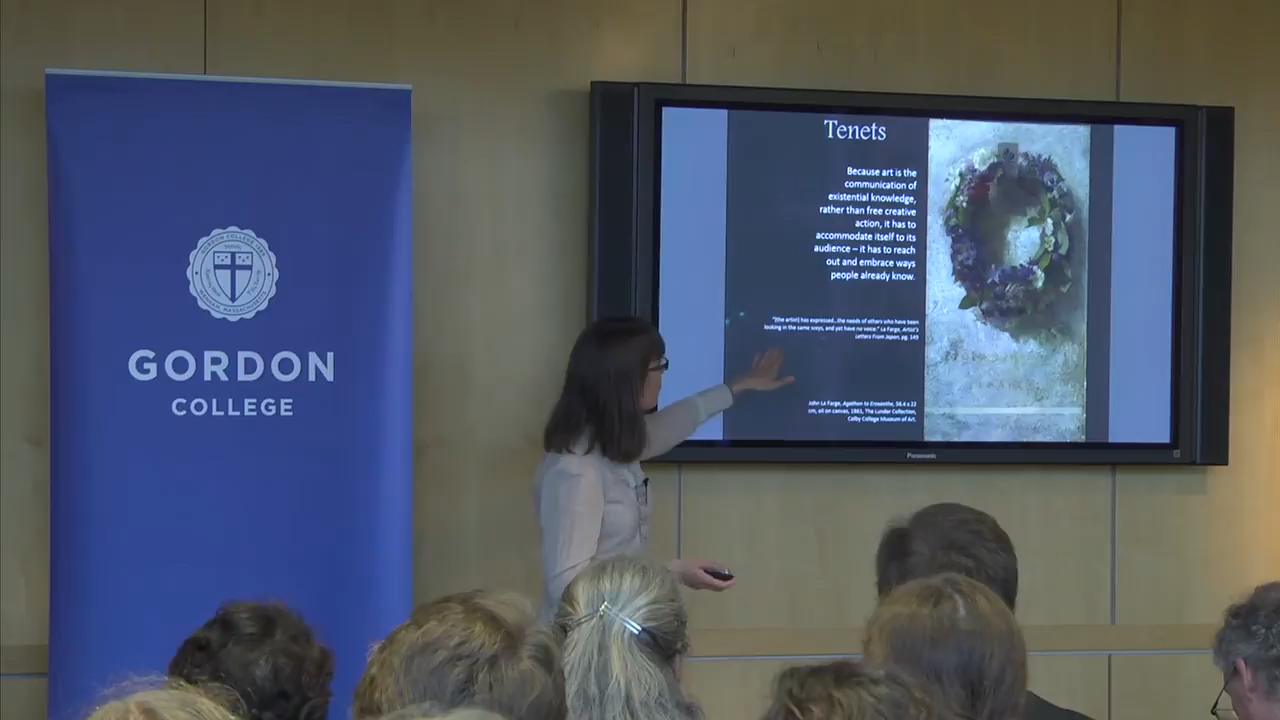 GORDON
COLLEGE
Tenets
Because art is the
communication of
existential knowledge,
rather than free creative
action, it has to
accommodate itself to its
audience – it has to reach
out and embrace ways
people already know.
"[the artist] has expressed...the needs of others who have been
looking in the same ways, and yet have no voice." La Farge, Artist's
Letters From Japan, pg. 149
John La Farge, Agathon to Erosanthe, 58.4 x 22
cm, oil on canvas, 1861, The Lunder Collection,
Colby College Museum of Art.
Panasonic